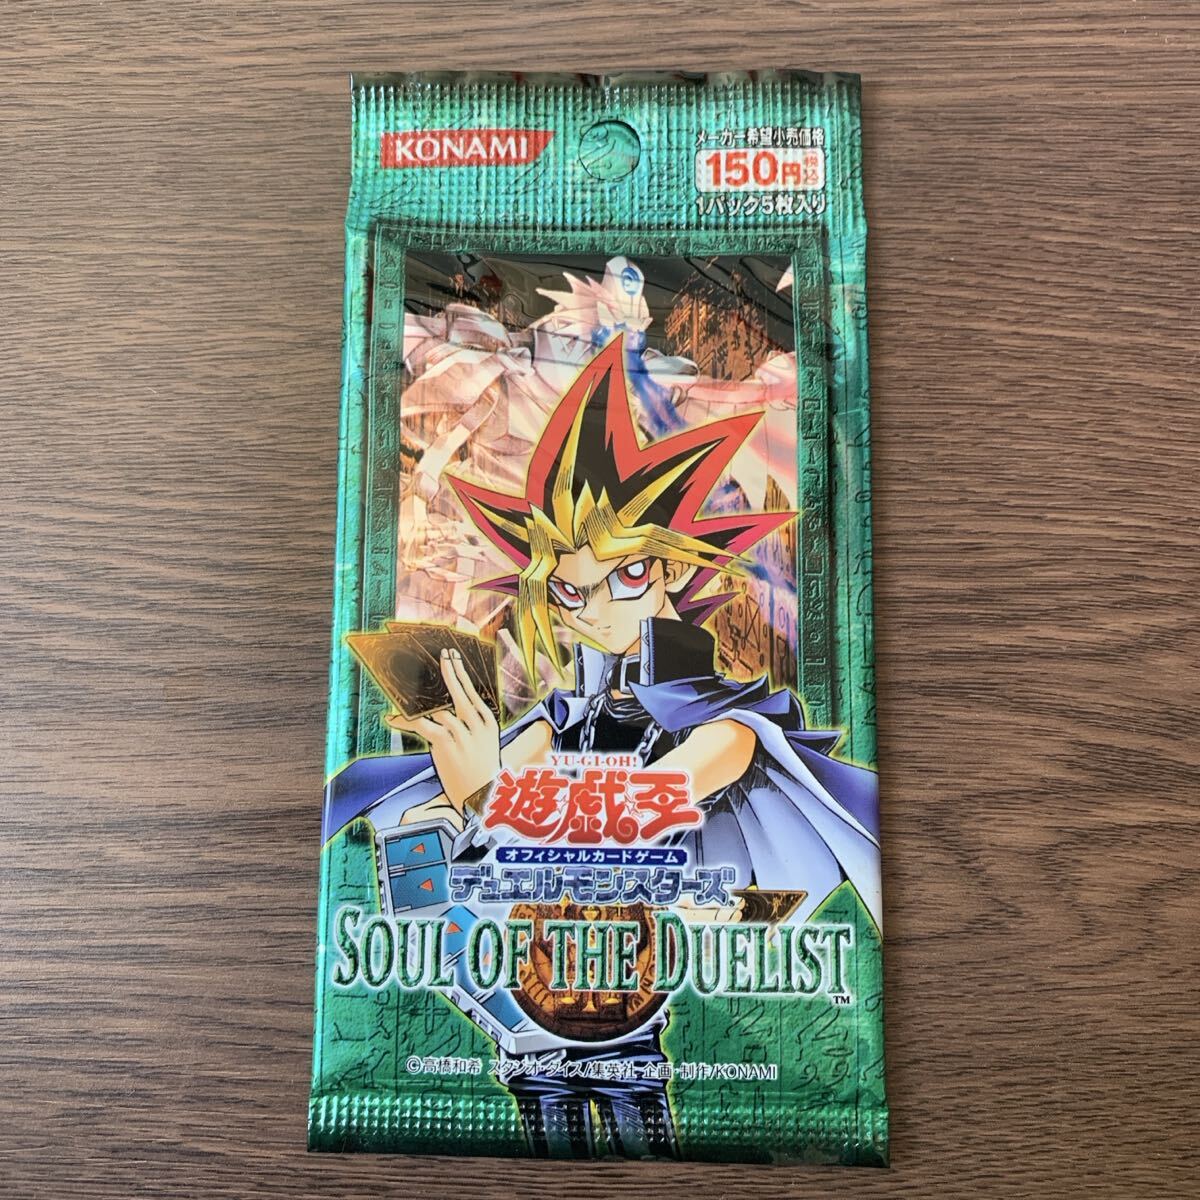 KONAMI
メーカー希望小売価格
150円税込
1パック5枚入り
YU-GI-OH!
遊戯王
オフィシャルカードゲーム
デュエルモンスターズ®
SOUL OF THE DUELIST™
©高橋和希 スタジオ・ダイス/集英社 企画・制作/KONAMI